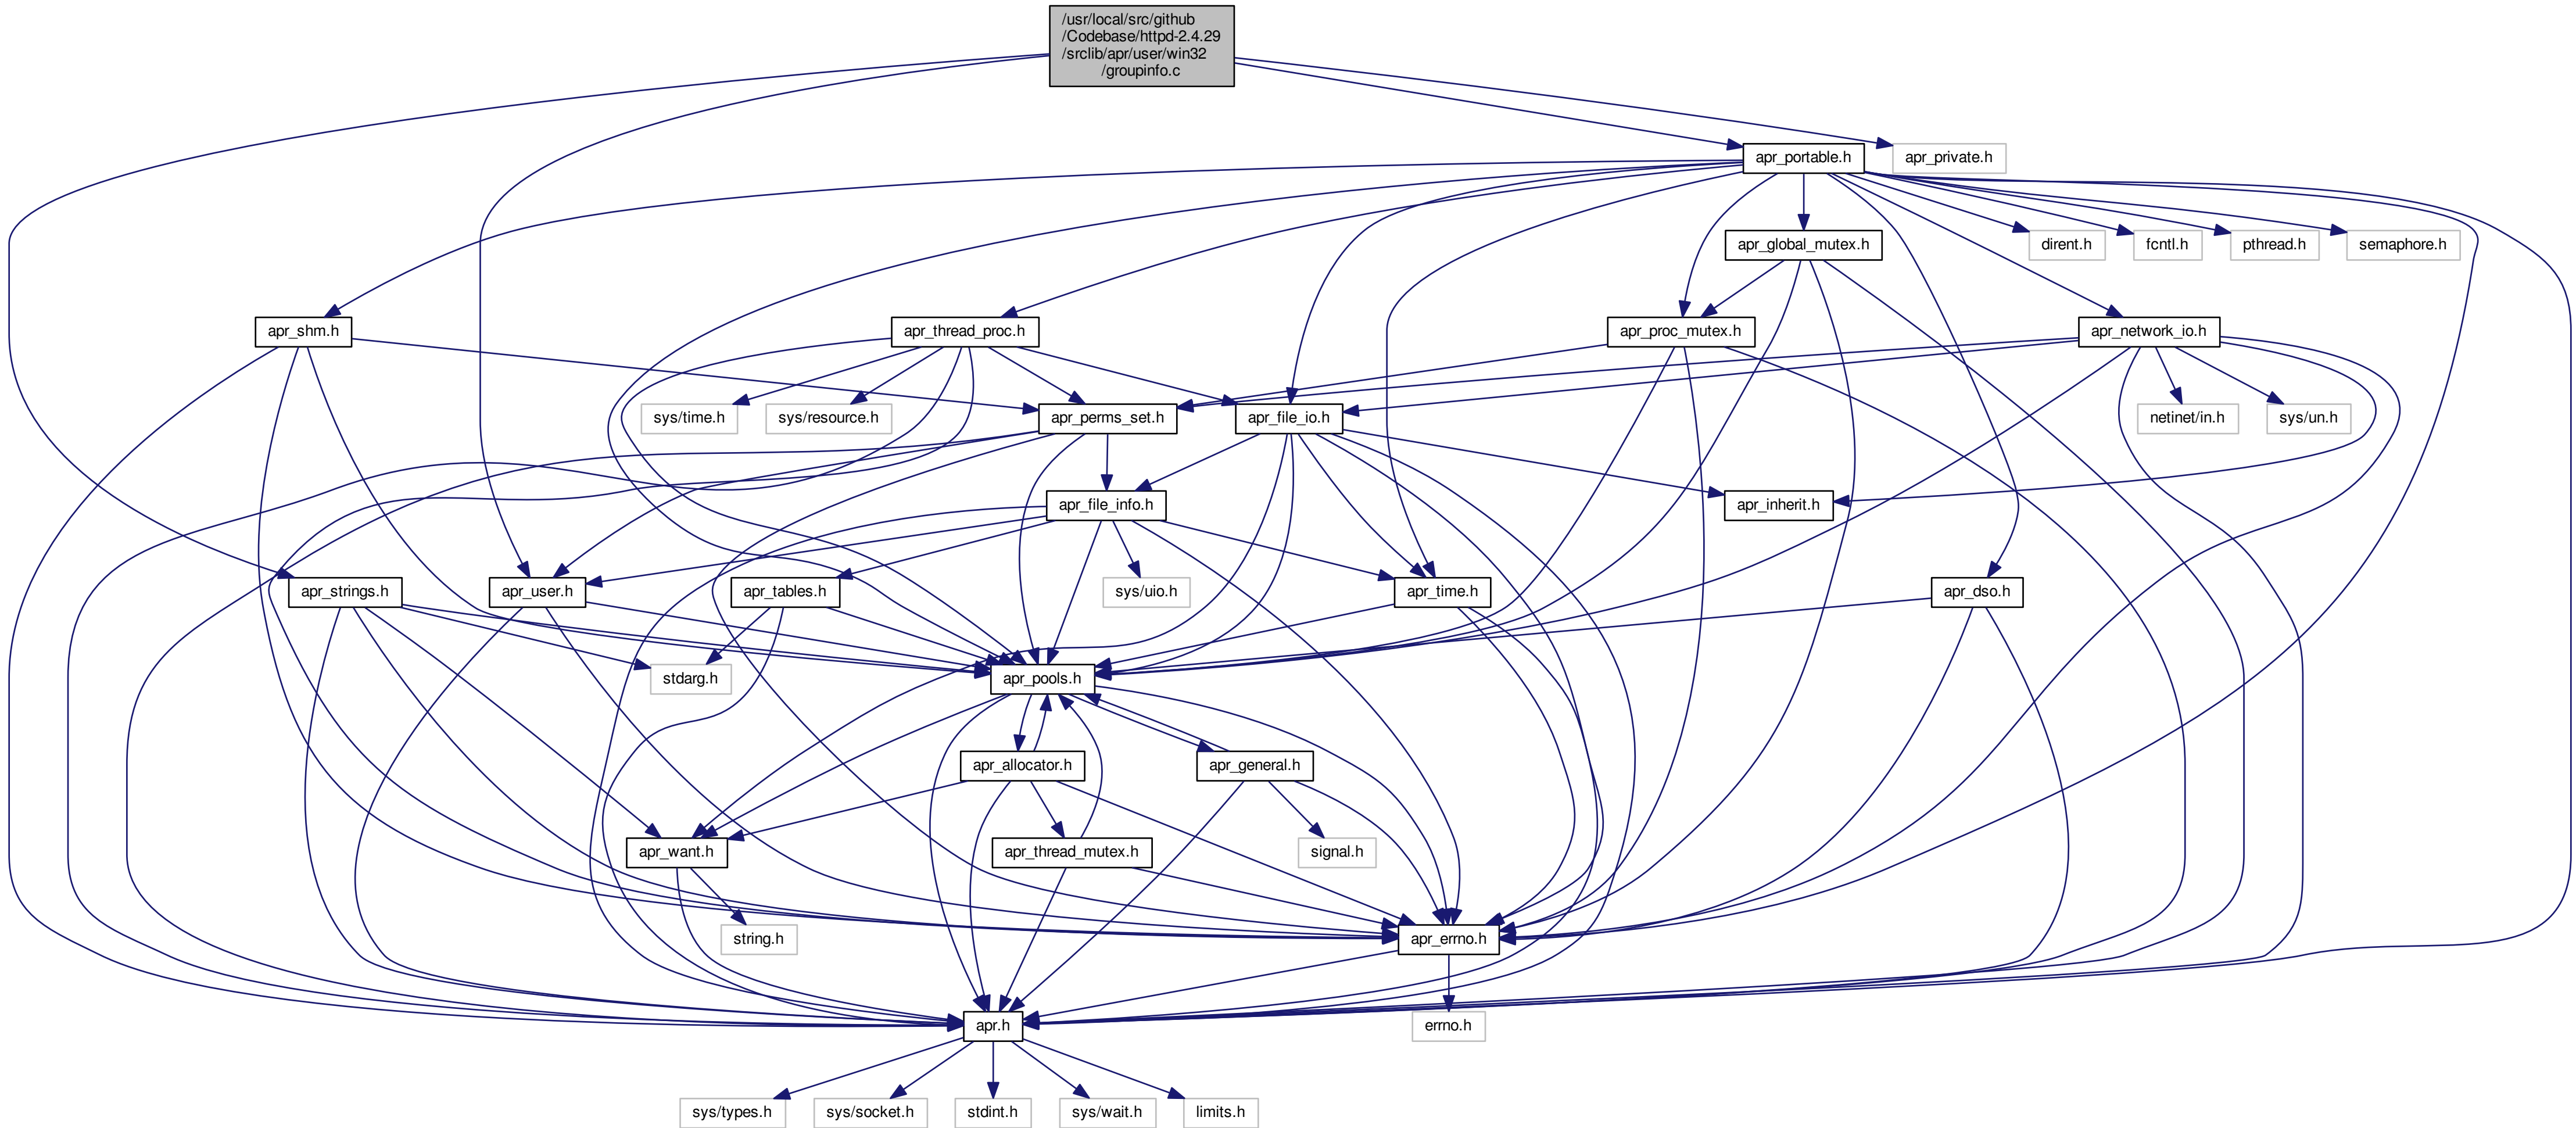 /usr/local/src/github
/Codebase/httpd-2.4.29
/srclib/apr/user/win32
/groupinfo.c
apr_portable.h
apr_private.h
apr_global_mutex.h
dirent.h
fcntl.h
pthread.h
semaphore.h
apr_shm.h
apr_thread_proc.h
apr_proc_mutex.h
apr_network_io.h
sys/time.h
sys/resource.h
apr_perms_set.h
apr_file_io.h
netinet/in.h
sys/un.h
apr_file_info.h
apr_inherit.h
apr_strings.h
apr_user.h
apr_tables.h
sys/uio.h
apr_time.h
apr_dso.h
stdarg.h
apr_pools.h
apr_allocator.h
apr_general.h
apr_want.h
apr_thread_mutex.h
signal.h
string.h
apr_errno.h
apr.h
errno.h
sys/types.h
sys/socket.h
stdint.h
sys/wait.h
limits.h